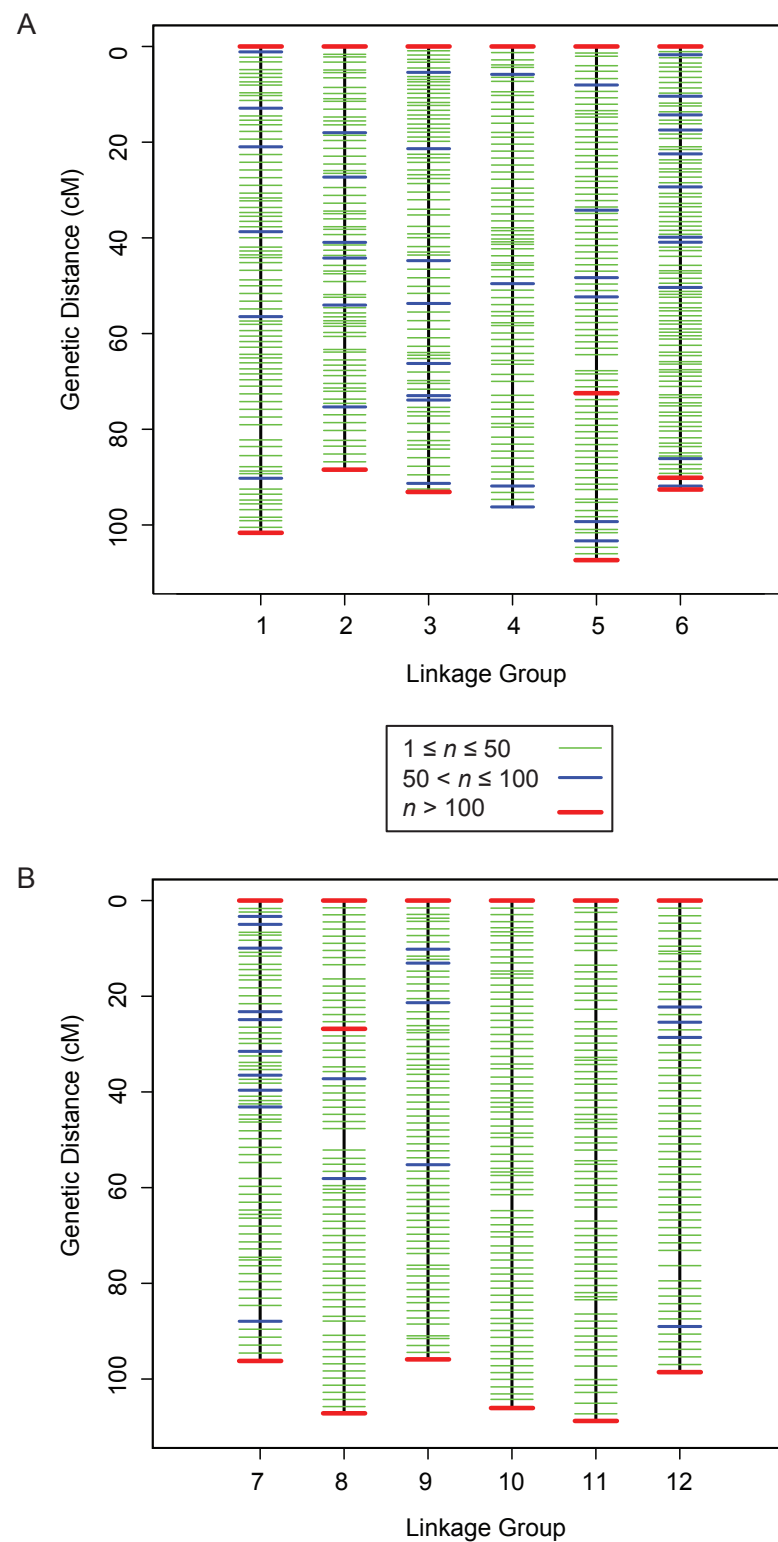 A
Genetic Distance (cM)
0
20
40
60
80
100
1 2 3 4 5 6
Linkage Group
1 ≤ n ≤ 50
50 < n ≤ 100
n > 100
B
Genetic Distance (cM)
0
20
40
60
80
100
7 8 9 10 11 12
Linkage Group